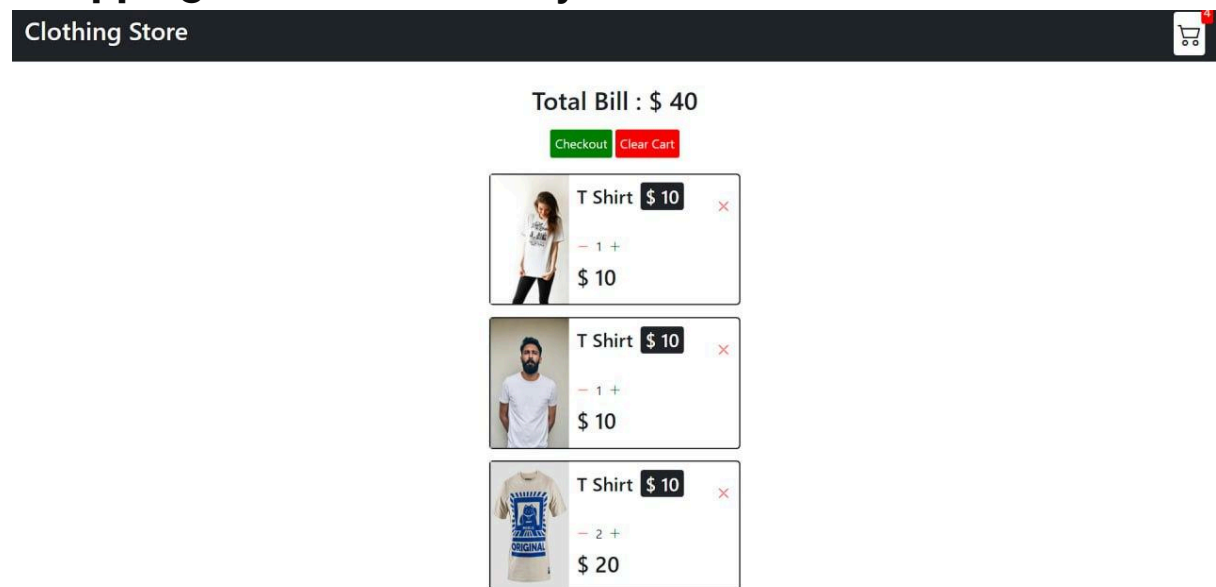 Clothing Store
4
Total Bill : $ 40
Checkout Clear Cart
T Shirt $ 10
− 1 +
$ 10
T Shirt $ 10
− 1 +
$ 10
T Shirt $ 10
− 2 +
$ 20
ORIGINAL